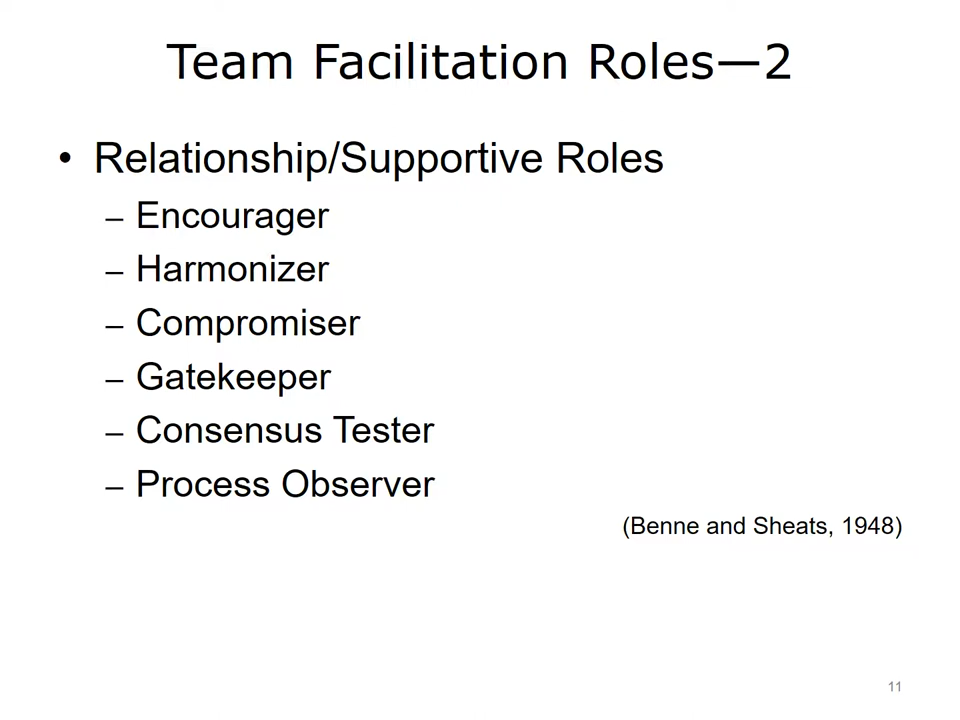 Team Facilitation Roles—2
• Relationship/Supportive Roles
– Encourager
– Harmonizer
– Compromiser
– Gatekeeper
– Consensus Tester
– Process Observer
(Benne and Sheats, 1948)
11